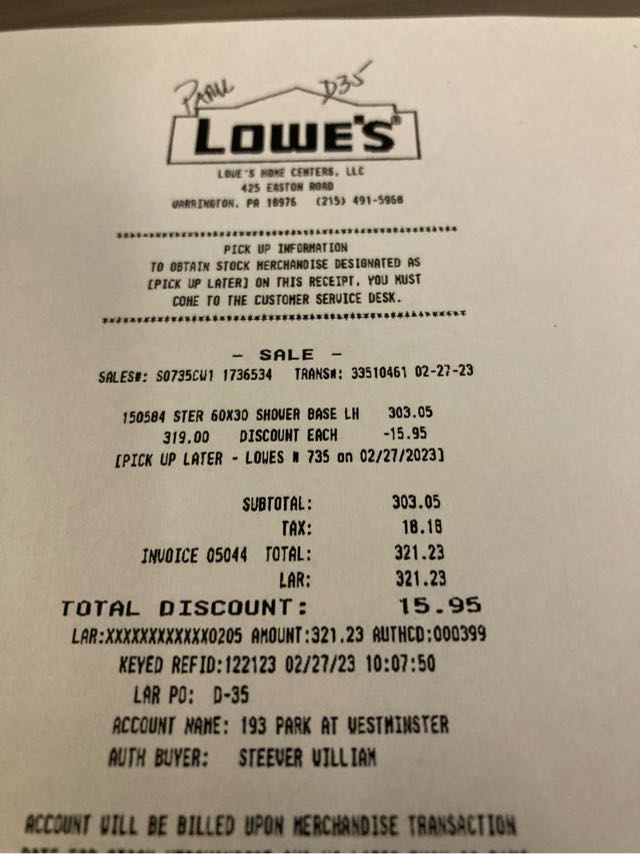 PARK D35
LOWE'S®
LOWE'S HOME CENTERS, LLC
425 EASTON ROAD
WARRINGTON, PA 18976 (215) 491-5968
PICK UP INFORMATION
TO OBTAIN STOCK MERCHANDISE DESIGNATED AS
[PICK UP LATER] ON THIS RECEIPT, YOU MUST
COME TO THE CUSTOMER SERVICE DESK.
- SALE -
SALES#: S0735CW1 1736534 TRANS#: 33510461 02-27-23
150584 STER 60X30 SHOWER BASE LH 303.05
319.00 DISCOUNT EACH -15.95
[PICK UP LATER - LOWES # 735 on 02/27/2023]
SUBTOTAL: 303.05
TAX: 18.18
INVOICE 05044 TOTAL: 321.23
LAR: 321.23
TOTAL DISCOUNT: 15.95
LAR:XXXXXXXXXXXX0205 AMOUNT:321.23 AUTHCD:000399
KEYED REFID:122123 02/27/23 10:07:50
LAR PO: D-35
ACCOUNT NAME: 193 PARK AT WESTMINSTER
AUTH BUYER: STEEVER WILLIAM
ACCOUNT WILL BE BILLED UPON MERCHANDISE TRANSACTION